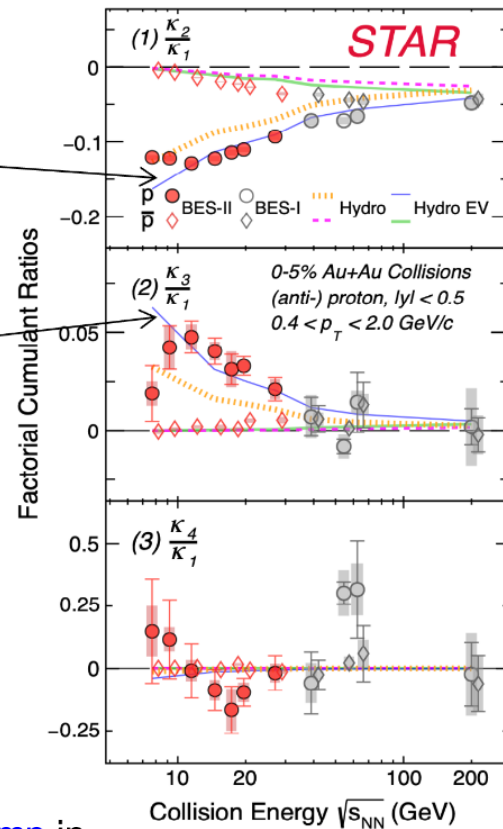 (1) κ2/κ1 STAR
0
−0.1
−0.2
p BES-II BES-I Hydro Hydro EV
p̅
(2) κ3/κ1 0-5% Au+Au Collisions
(anti-) proton, |y| < 0.5
0.4 < pT < 2.0 GeV/c
0.05
0
Factorial Cumulant Ratios
(3) κ4/κ1
0.5
0.25
0
−0.25
10 20 100 200
Collision Energy √sNN (GeV)
in